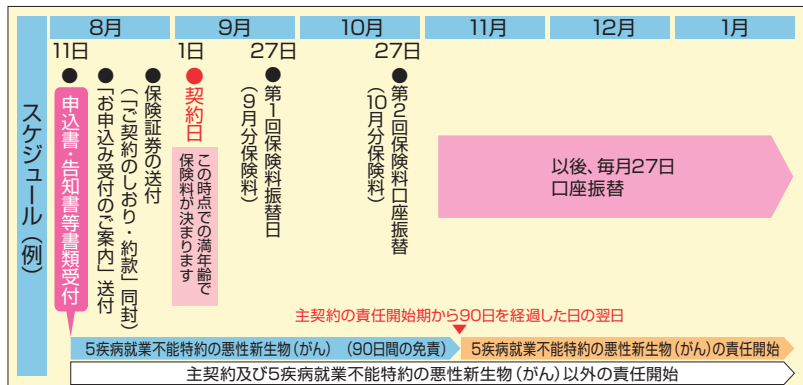 スケジュール（例）
8月
9月
10月
11月
12月
1月
11日
1日
27日
27日
申込書・告知書等書類受付
「お申込み受付のご案内」送付
（「ご契約のしおり・約款」同封）
保険証券の送付
契約日
この時点での満年齢で
保険料が決まります
第1回保険料振替日
（9月分保険料）
第2回保険料口座振替
（10月分保険料）
以後、毎月27日
口座振替
主契約の責任開始期から90日を経過した日の翌日
5疾病就業不能特約の悪性新生物（がん）（90日間の免責）
5疾病就業不能特約の悪性新生物（がん）の責任開始
主契約及び5疾病就業不能特約の悪性新生物（がん）以外の責任開始